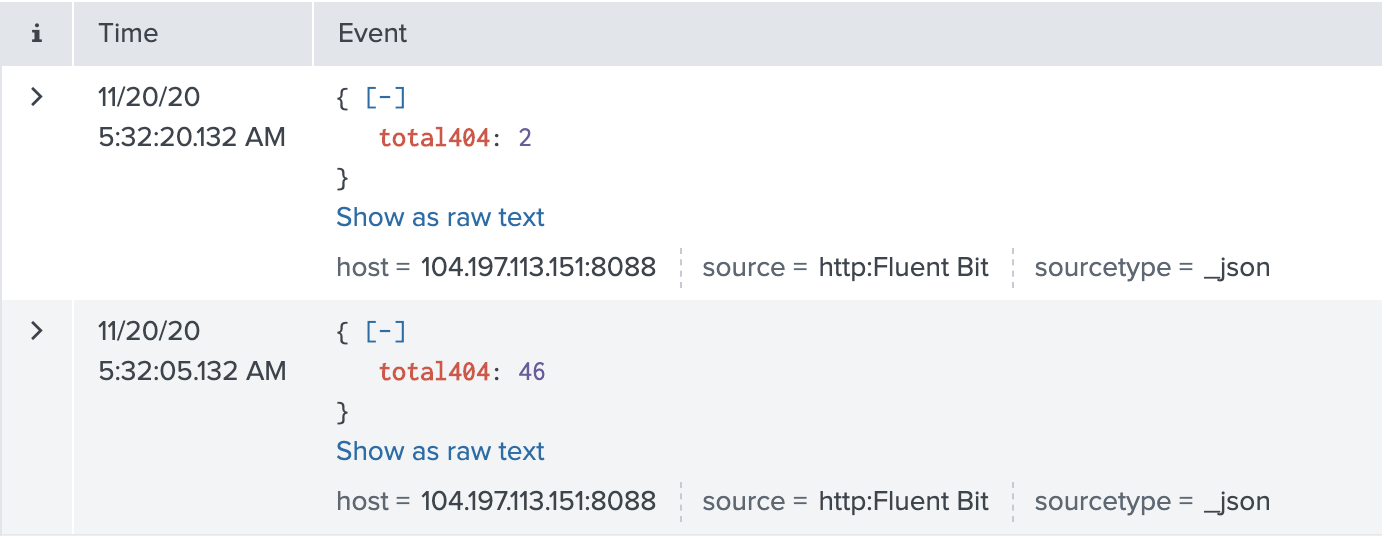 i Time Event
> 11/20/20 { [-]
5:32:20.132 AM total404: 2
}
Show as raw text
host = 104.197.113.151:8088 source = http:Fluent Bit sourcetype = _json
> 11/20/20 { [-]
5:32:05.132 AM total404: 46
}
Show as raw text
host = 104.197.113.151:8088 source = http:Fluent Bit sourcetype = _json